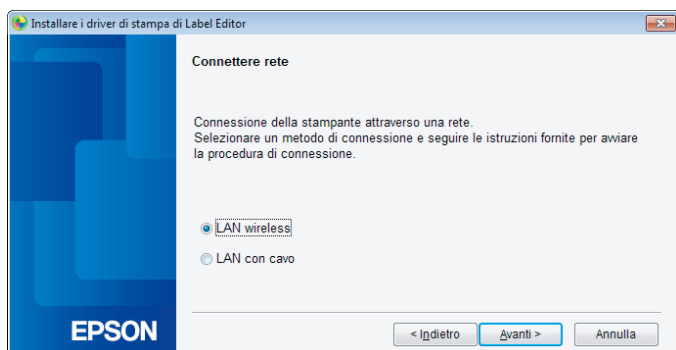 Installare i driver di stampa di Label Editor
Connettere rete
Connessione della stampante attraverso una rete.
Selezionare un metodo di connessione e seguire le istruzioni fornite per avviare
la procedura di connessione.
LAN wireless
LAN con cavo
EPSON
< Indietro
Avanti >
Annulla